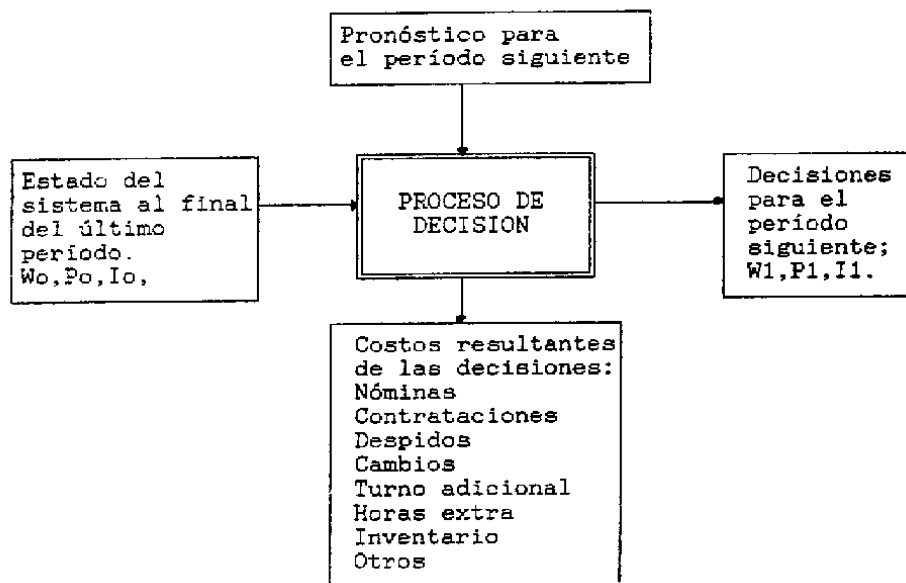 Pronóstico para
el período siguiente
Estado del
sistema al final
del último
período.
Wo,Po,Io,
PROCESO DE
DECISION
Decisiones
para el
período
siguiente;
W1,P1,I1.
Costos resultantes
de las decisiones:
Nóminas
Contrataciones
Despidos
Cambios
Turno adicional
Horas extra
Inventario
Otros